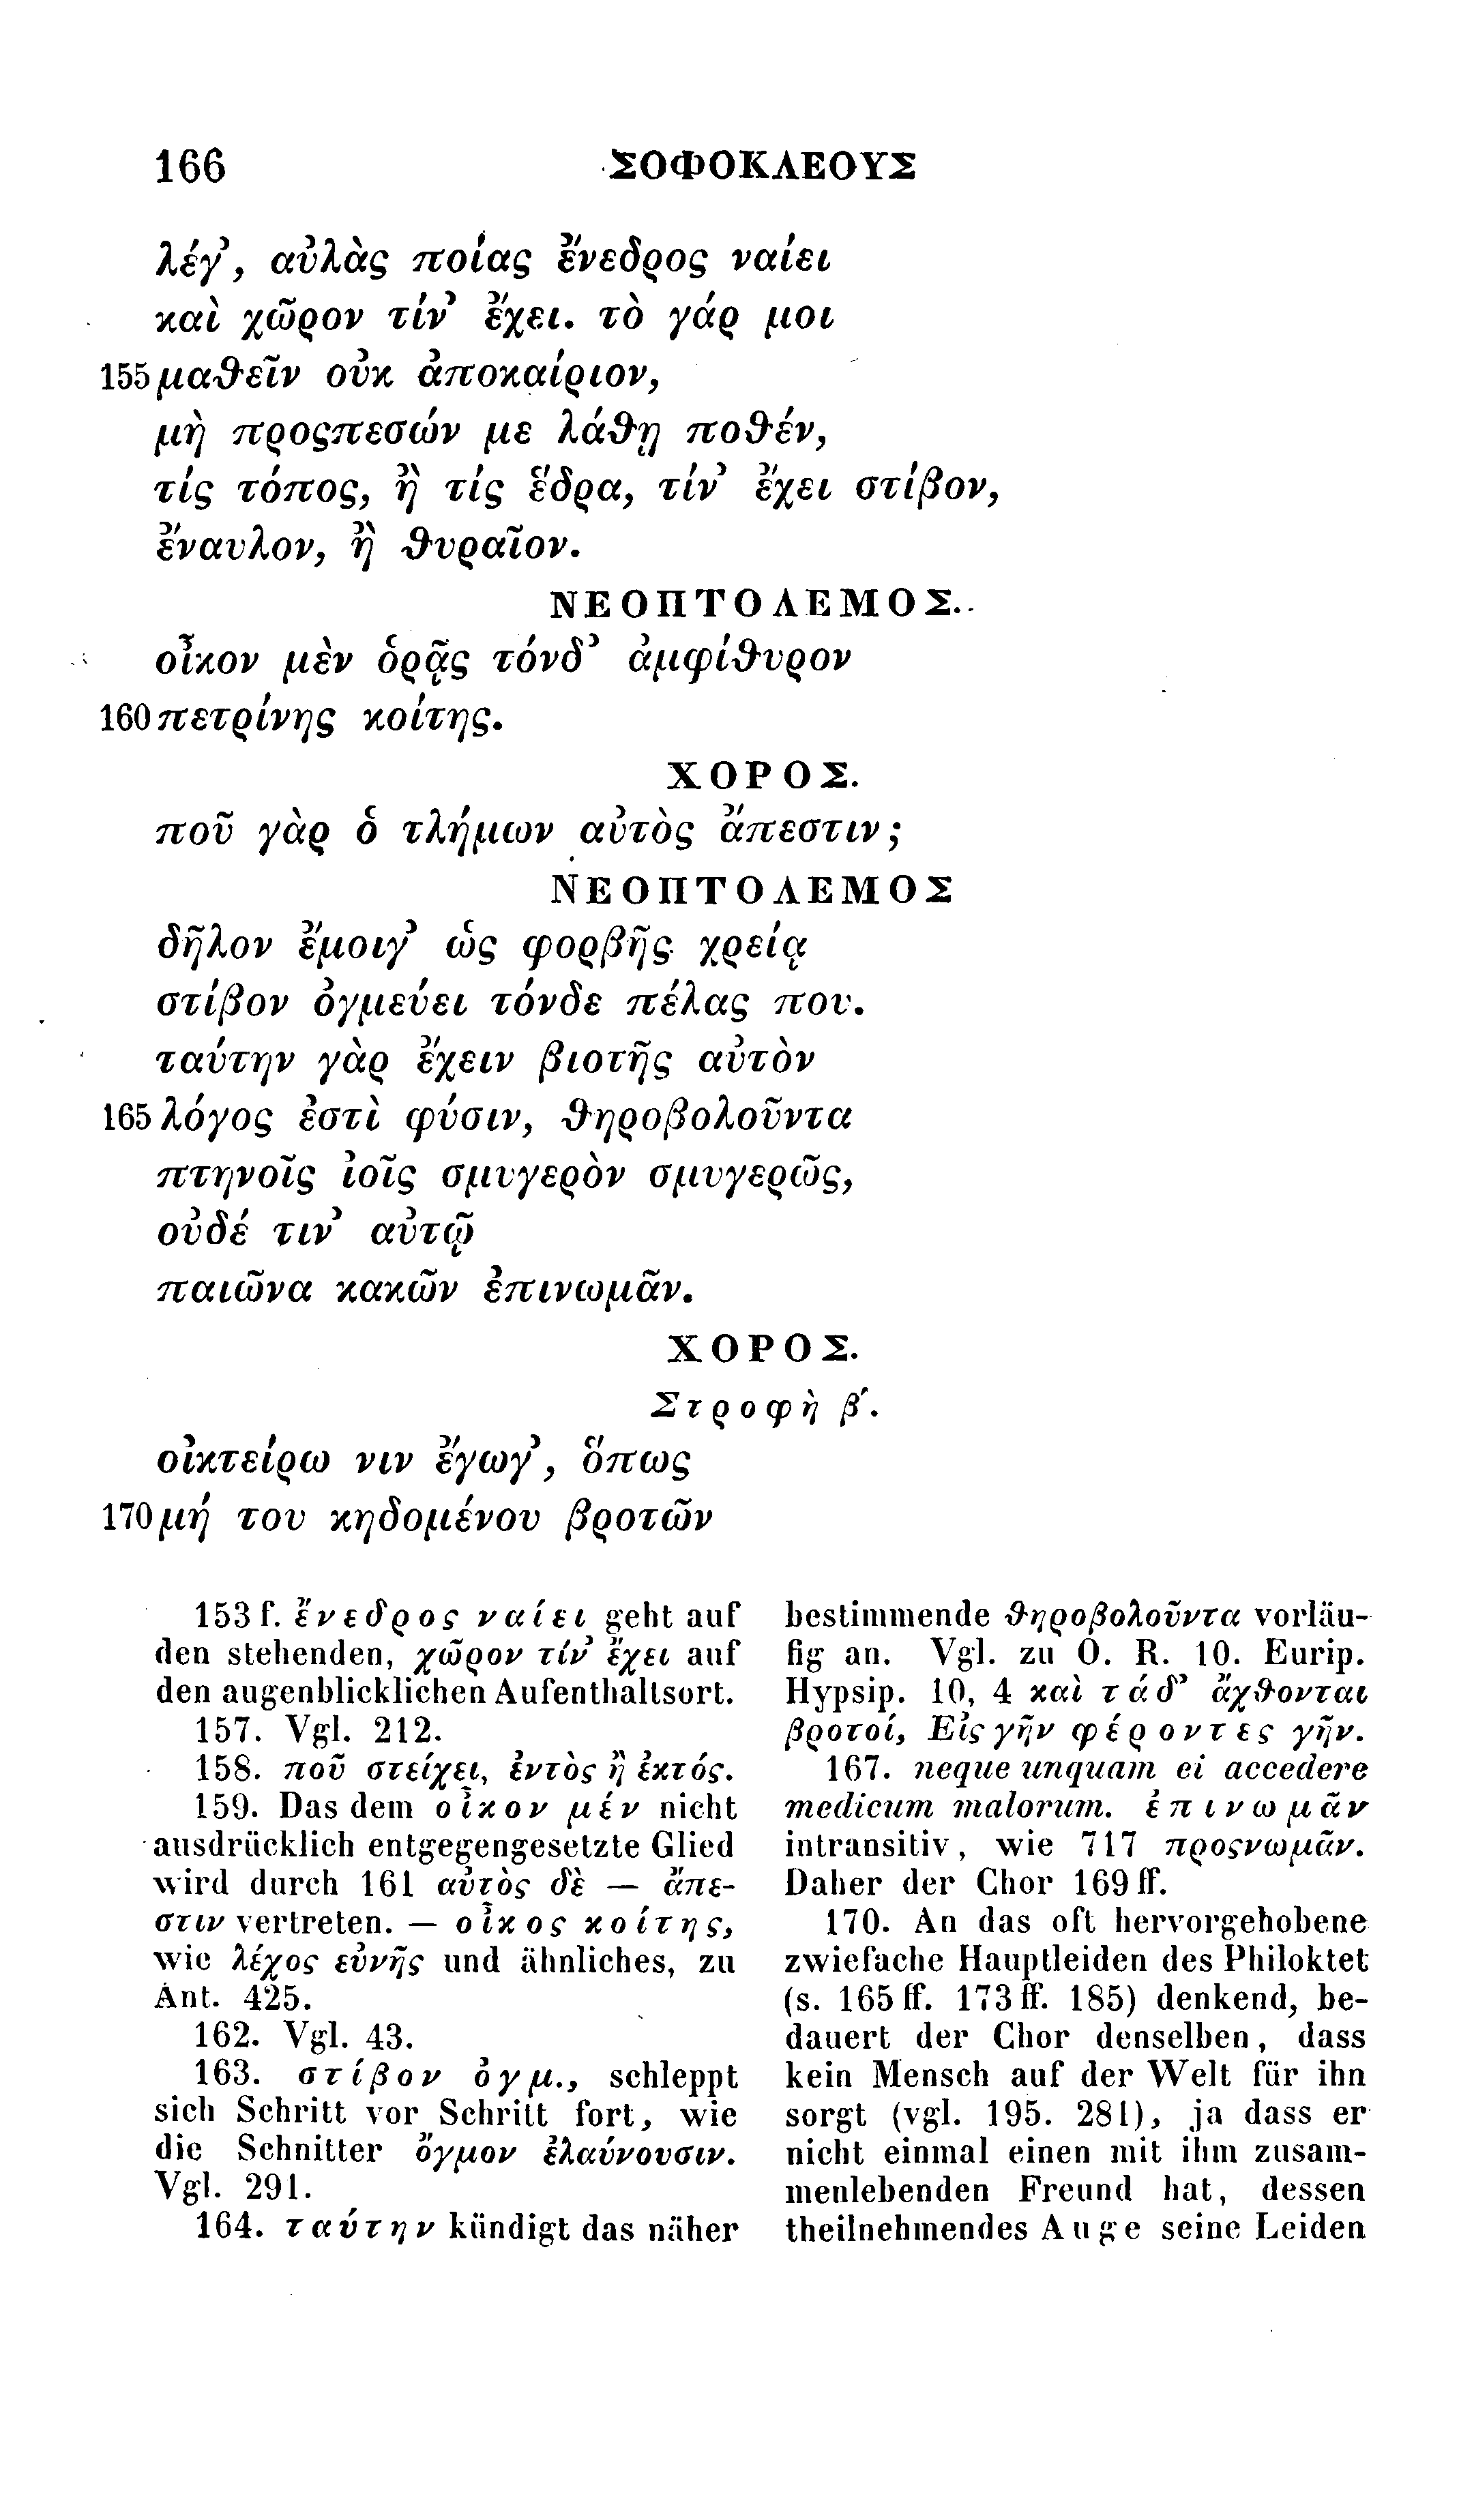 166 ΣΟΦΟΚΛΕΟΥΣ
λέγ’, αὐλὰς ποίας ἔνεδρος ναίει
καὶ χῶρον τίν’ ἔχει. τὸ γάρ μοι
155 μαθεῖν οὐκ ἀποκαίριον,
μὴ προςπεσών με λάθῃ ποθέν,
τίς τόπος, ἢ τίς ἕδρα, τίν’ ἔχει στίβον,
ἔναυλον, ἢ θυραῖον.
ΝΕΟΠΤΟΛΕΜΟΣ.
οἶκον μὲν ὁρᾷς τόνδ’ ἀμφίθυρον
160 πετρίνης κοίτης.
ΧΟΡΟΣ.
ποῦ γὰρ ὁ τλήμων αὐτὸς ἄπεστιν;
ΝΕΟΠΤΟΛΕΜΟΣ
δῆλον ἔμοιγ’ ὡς φορβῆς χρείᾳ
στίβον ὀγμεύει τόνδε πέλας που.
ταύτην γὰρ ἔχειν βιοτῆς αὐτὸν
165 λόγος ἐστὶ φύσιν, θηροβολοῦντα
πτηνοῖς ἰοῖς σμυγερὸν σμυγερῶς,
οὐδέ τιν’ αὐτῷ
παιῶνα κακῶν ἐπινωμᾶν.
ΧΟΡΟΣ.
Στροφὴ β΄.
οἰκτείρω νιν ἔγωγ’, ὅπως
170 μή του κηδομένου βροτῶν
153 f. ἔνεδρος ναίει geht auf
den stehenden, χῶρον τίν’ ἔχει auf
den augenblicklichen Aufenthaltsort.
157. Vgl. 212.
158. ποῦ στείχει, ἐντὸς ἢ ἐκτός.
159. Das dem οἶκον μέν nicht
ausdrücklich entgegengesetzte Glied
wird durch 161 αὐτὸς δὲ — ἄπε-
στιν vertreten. — οἶκος κοίτης,
wie λέχος εὐνῆς und ähnliches, zu
Ant. 425.
162. Vgl. 43.
163. στίβον ὀγμ., schleppt
sich Schritt vor Schritt fort, wie
die Schnitter ὄγμον ἐλαύνουσιν.
Vgl. 291.
164. ταύτην kündigt das näher
bestimmende θηροβολοῦντα vorläu-
fig an. Vgl. zu O. R. 10. Eurip.
Hypsip. 10, 4 καὶ τάδ’ ἄχθονται
βροτοί, Εἰς γῆν φέροντες γῆν.
167. neque unquam ei accedere
medicum malorum. ἐπινωμᾶν
intransitiv, wie 717 προςνωμᾶν.
Daher der Chor 169 ff.
170. An das oft hervorgehobene
zwiefache Hauptleiden des Philoktet
(s. 165 ff. 173 ff. 185) denkend, be-
dauert der Chor denselben, dass
kein Mensch auf der Welt für ihn
sorgt (vgl. 195. 281), ja dass er
nicht einmal einen mit ihm zusam-
menlebenden Freund hat, dessen
theilnehmendes Auge seine Leiden